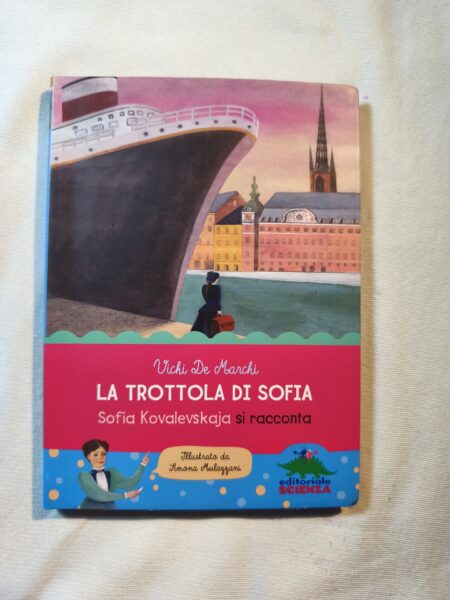 Vichi De Marchi
LA TROTTOLA DI SOFIA
Sofia Kovalevskaja si racconta
Illustrato da
Simona Mulazzani
editoriale
SCIENZA